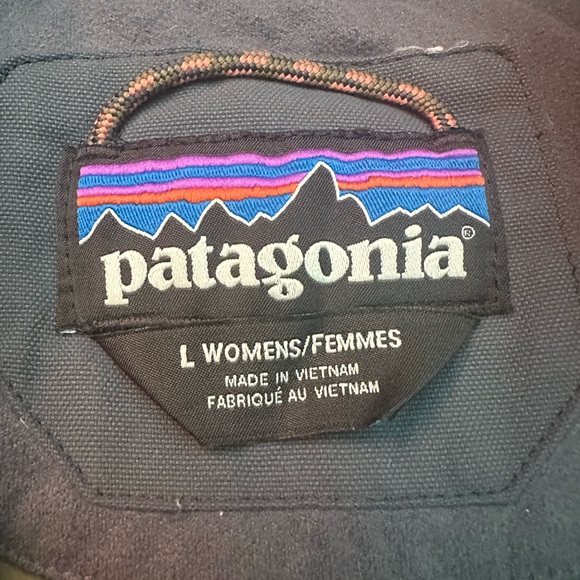 patagonia®
L WOMENS/FEMMES
MADE IN VIETNAM
FABRIQUÉ AU VIETNAM